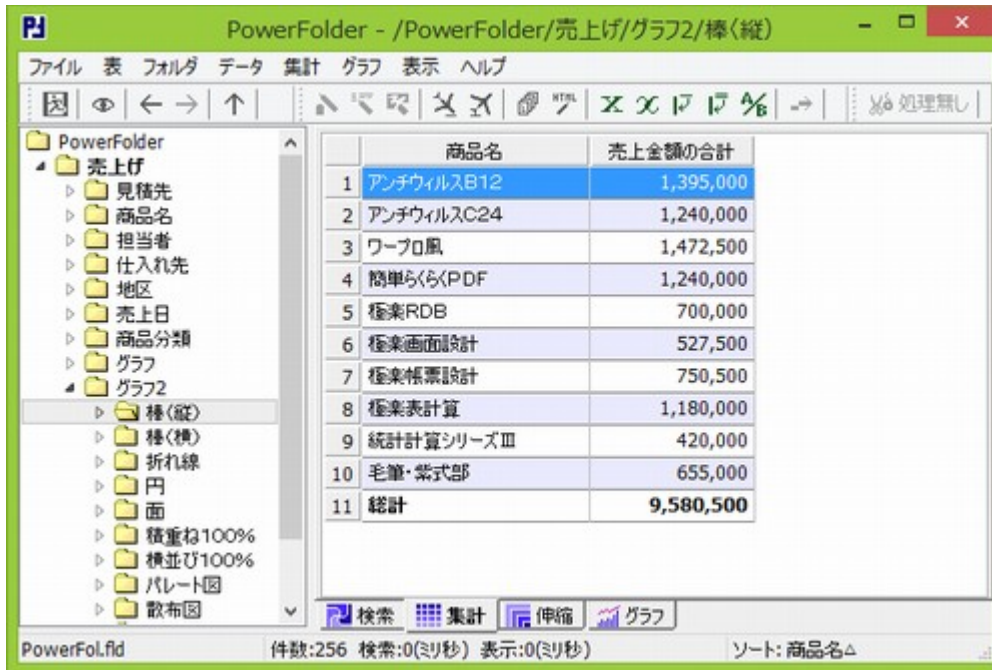 PowerFolder - /PowerFolder/売上げ/グラフ2/棒(縦)
ファイル 表 フォルダ データ 集計 グラフ 表示 ヘルプ
HTML A/B 処理無し
PowerFolder
売上げ
見積先
商品名
担当者
仕入れ先
地区
売上日
商品分類
グラフ
グラフ2
棒(縦)
棒(横)
折れ線
円
面
積重ね100%
横並び100%
パレート図
散布図
商品名 売上金額の合計
1 アンチウィルスB12 1,395,000
2 アンチウィルスC24 1,240,000
3 ワープロ風 1,472,500
4 簡単らくらくPDF 1,240,000
5 極楽RDB 700,000
6 極楽画面設計 527,500
7 極楽帳票設計 750,500
8 極楽表計算 1,180,000
9 統計計算シリーズⅢ 420,000
10 毛筆・紫式部 655,000
11 総計 9,580,500
検索 集計 伸縮 グラフ
PowerFol.fld 件数:256 検索:0(ミリ秒) 表示:0(ミリ秒) ソート: 商品名△